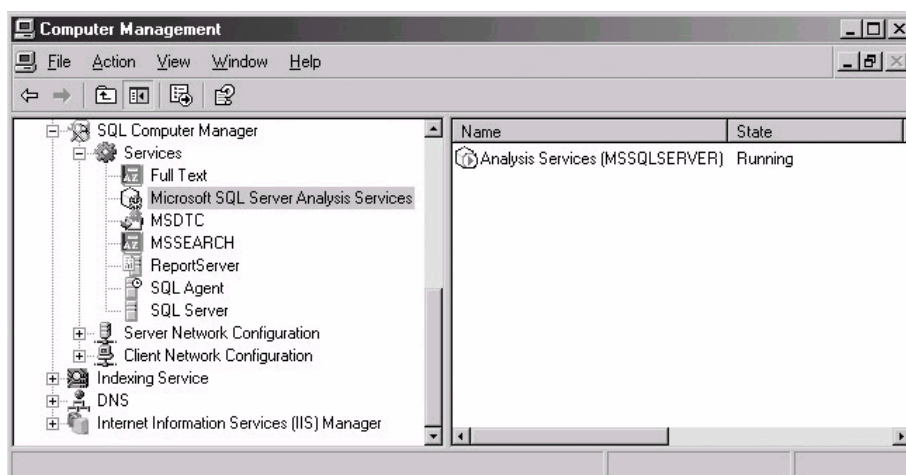 Computer Management
File Action View Window Help
SQL Computer Manager
Services
Full Text
Microsoft SQL Server Analysis Services
MSDTC
MSSEARCH
ReportServer
SQL Agent
SQL Server
Server Network Configuration
Client Network Configuration
Indexing Service
DNS
Internet Information Services (IIS) Manager
Name State
Analysis Services (MSSQLSERVER) Running